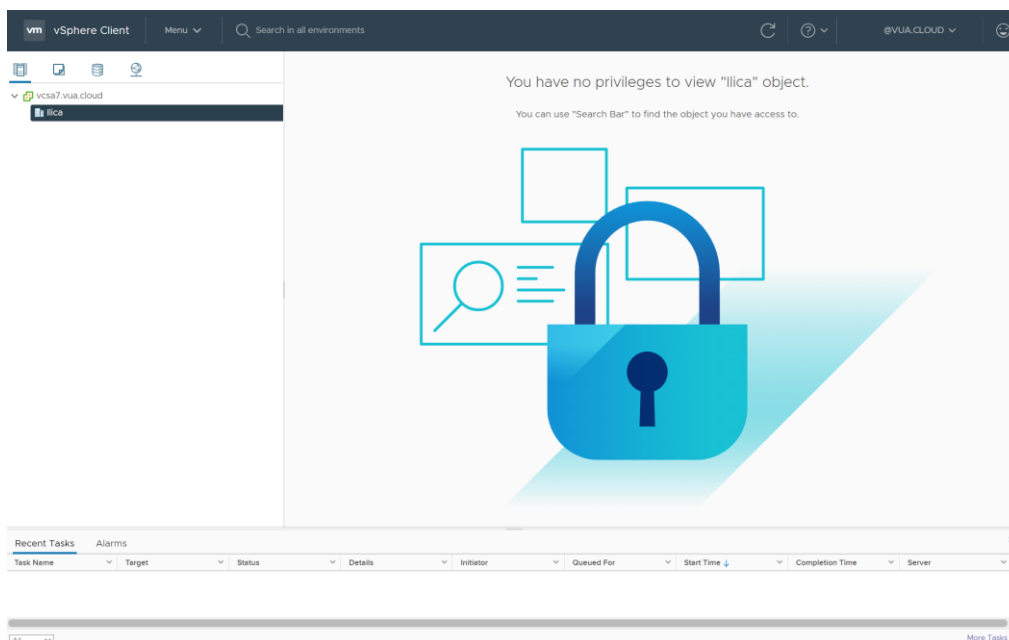 vm vSphere Client Menu Search in all environments @VUA.CLOUD
You have no privileges to view "Ilica" object.
You can use "Search Bar" to find the object you have access to.
vcsa7.vua.cloud
Ilica
Recent Tasks Alarms
Task Name Target Status Details Initiator Queued For Start Time Completion Time Server
More Tasks